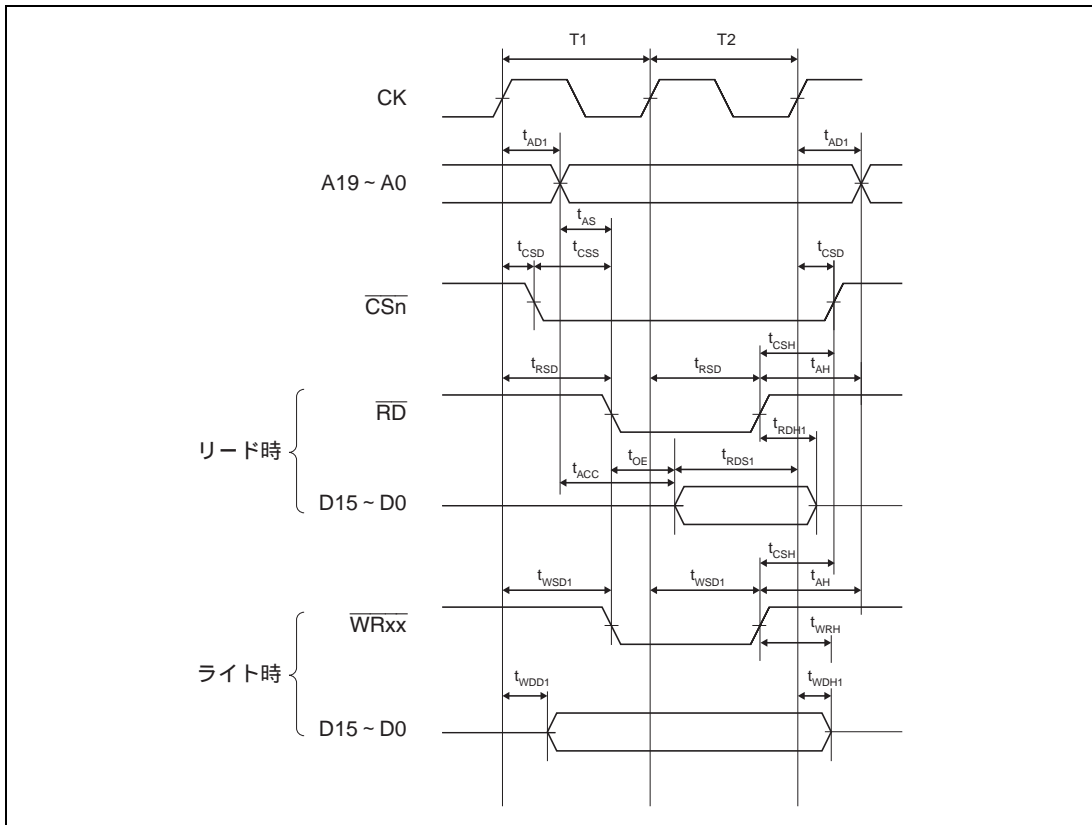 T1 T2
CK
tAD1 tAD1
A19 ~ A0
tAS
tCSD tCSS tCSD
CSn
tCSH
tRSD tRSD tAH
RD
tRDH1
リード時
tOE tRDS1
tACC
D15 ~ D0
tCSH
tWSD1 tWSD1 tAH
WRxx
tWRH
ライト時
tWDD1 tWDH1
D15 ~ D0